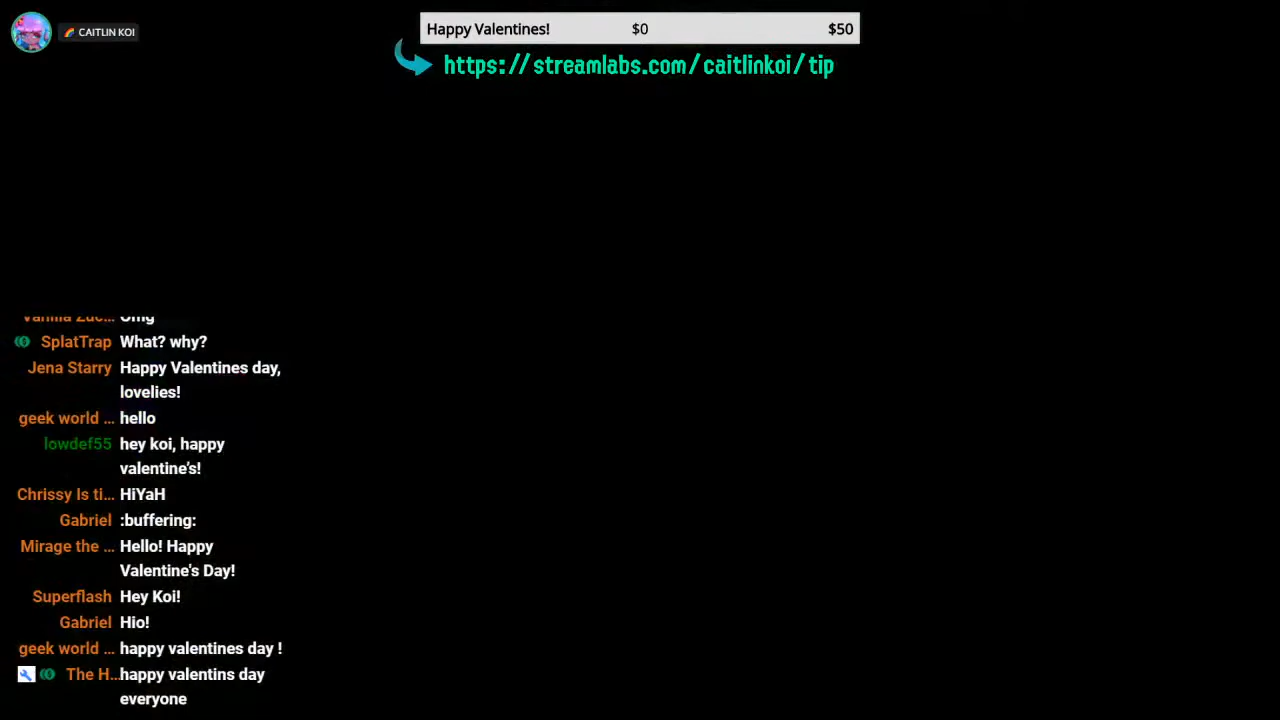 CAITLIN KOI
Happy Valentines! $0 $50
https://streamlabs.com/caitlinkoi/tip
Omg
SplatTrap What? why?
Jena Starry Happy Valentines day,
lovelies!
geek world ... hello
lowdef55 hey koi, happy
valentine's!
Chrissy Is ti... HiYaH
Gabriel :buffering:
Mirage the ... Hello! Happy
Valentine's Day!
Superflash Hey Koi!
Gabriel Hio!
geek world ... happy valentines day !
The H... happy valentins day
everyone